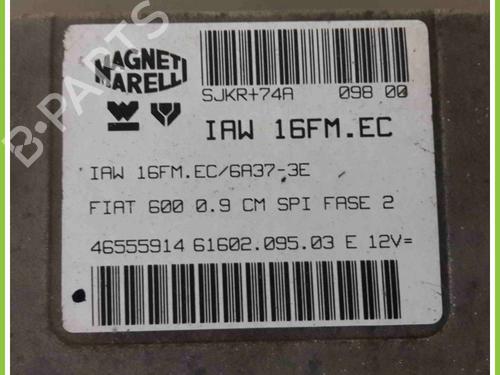 MAGNETI
MARELLI
SJKR+74A 098 00
IAW 16FM.EC
IAW 16FM.EC/6A37-3E
FIAT 600 0.9 CM SPI FASE 2
46555914 61602.095.03 E 12V=
B-PARTS